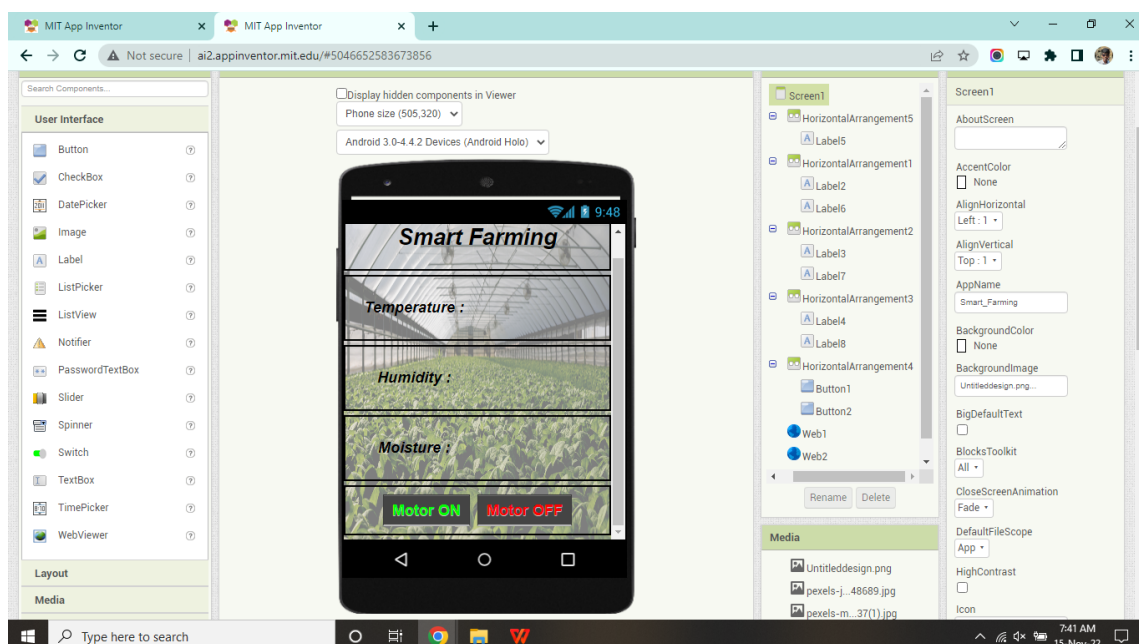 MIT App Inventor
MIT App Inventor
Not secure
ai2.appinventor.mit.edu/#5046652583673856
Search Components...
User Interface
Button
CheckBox
DatePicker
Image
Label
ListPicker
ListView
Notifier
PasswordTextBox
Slider
Spinner
Switch
TextBox
TimePicker
WebViewer
Layout
Media
Display hidden components in Viewer
Phone size (505,320)
Android 3.0-4.4.2 Devices (Android Holo)
9:48
Smart Farming
Temperature :
Humidity :
Moisture :
Motor ON Motor OFF
Screen1
HorizontalArrangement5
Label5
HorizontalArrangement1
Label2
Label6
HorizontalArrangement2
Label3
Label7
HorizontalArrangement3
Label4
Label8
HorizontalArrangement4
Button1
Button2
Web1
Web2
Rename Delete
Media
Untitleddesign.png
pexels-j...48689.jpg
pexels-m...37(1).jpg
Screen1
AboutScreen
AccentColor
None
AlignHorizontal
Left : 1
AlignVertical
Top : 1
AppName
Smart_Farming
BackgroundColor
None
BackgroundImage
Untitleddesign.png...
BigDefaultText
BlocksToolkit
All
CloseScreenAnimation
Fade
DefaultFileScope
App
HighContrast
Icon
Type here to search
7:41 AM
15-Nov-22